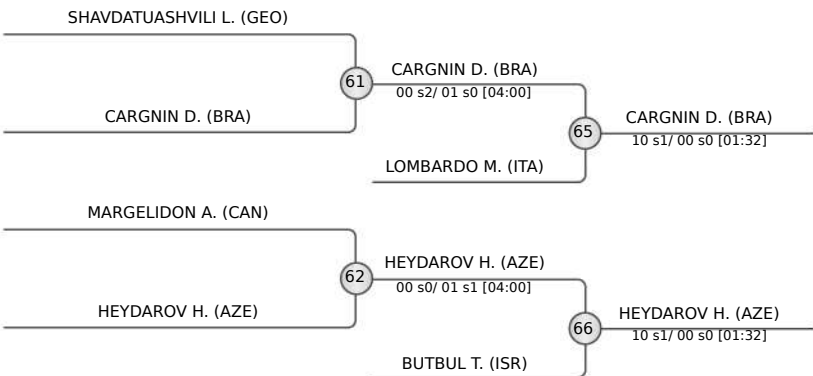 SHAVDATUASHVILI L. (GEO)
61
CARGNIN D. (BRA)
00 s2/ 01 s0 [04:00]
CARGNIN D. (BRA)
65
CARGNIN D. (BRA)
10 s1/ 00 s0 [01:32]
LOMBARDO M. (ITA)
MARGELIDON A. (CAN)
62
HEYDAROV H. (AZE)
00 s0/ 01 s1 [04:00]
HEYDAROV H. (AZE)
66
HEYDAROV H. (AZE)
10 s1/ 00 s0 [01:32]
BUTBUL T. (ISR)